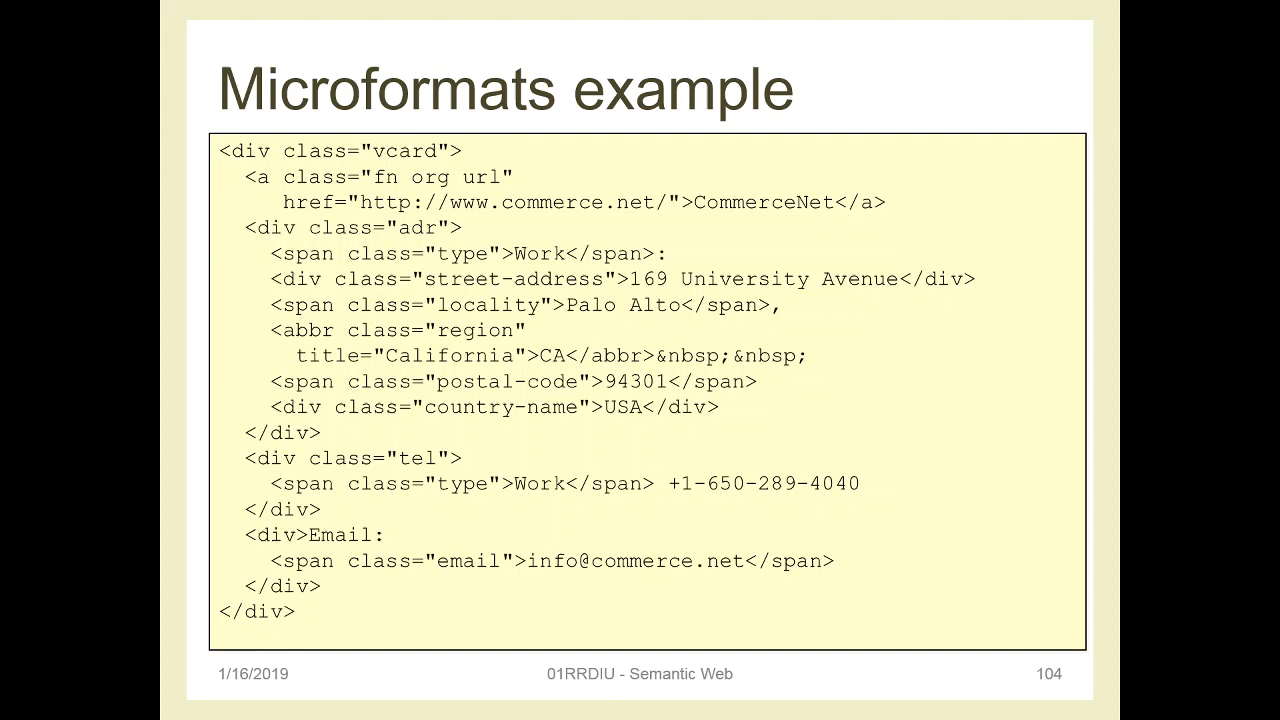 Microformats example
<div class="vcard">
  <a class="fn org url"
     href="http://www.commerce.net/">CommerceNet</a>
  <div class="adr">
    <span class="type">Work</span>:
    <div class="street-address">169 University Avenue</div>
    <span class="locality">Palo Alto</span>,
    <abbr class="region"
      title="California">CA</abbr>&nbsp;&nbsp;
    <span class="postal-code">94301</span>
    <div class="country-name">USA</div>
  </div>
  <div class="tel">
    <span class="type">Work</span> +1-650-289-4040
  </div>
  <div>Email:
    <span class="email">info@commerce.net</span>
  </div>
</div>
1/16/2019 01RRDIU - Semantic Web 104